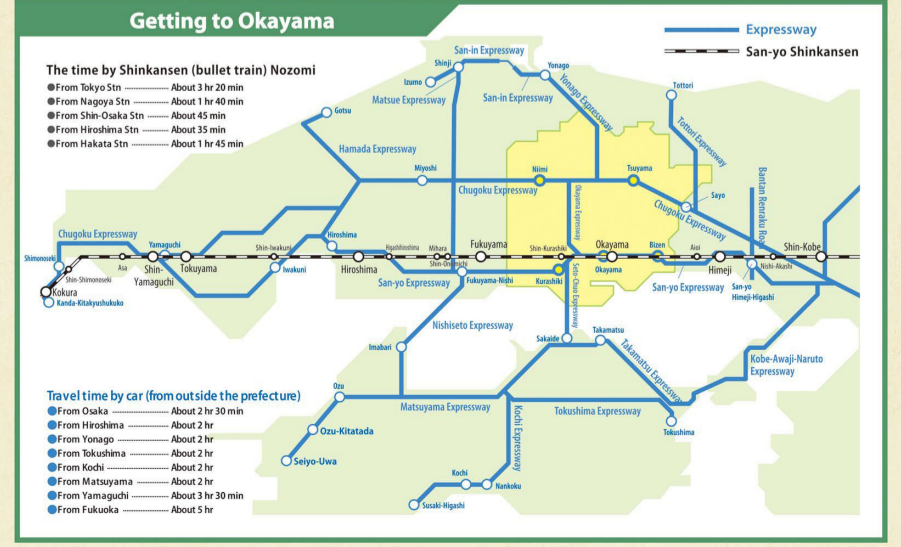 Getting to Okayama
Expressway
San-yo Shinkansen
The time by Shinkansen (bullet train) Nozomi
●From Tokyo Stn ---------- About 3 hr 20 min
●From Nagoya Stn ---------- About 1 hr 40 min
●From Shin-Osaka Stn ---------- About 45 min
●From Hiroshima Stn ---------- About 35 min
●From Hakata Stn ---------- About 1 hr 45 min
San-in Expressway
Shinji
Yonago
Izumo
Matsue Expressway
San-in Expressway
Yonago Expressway
Tottori
Tottori Expressway
Gotsu
Hamada Expressway
Miyoshi
Chugoku Expressway
Niimi
Tsuyama
Okayama Expressway
Sayo
Chugoku Expressway
Bantan Renraku Road
Chugoku Expressway
Shimonoseki
Shin-Shimonoseki
Kokura
Kanda-Kitakyushukuko
Asa
Yamaguchi
Shin-
Yamaguchi
Tokuyama
Shin-Iwakuni
Iwakuni
Hiroshima
Hiroshima
Higashihiroshima
Mihara
Shin-Onomichi
Fukuyama
Fukuyama-Nishi
San-yo Expressway
Shin-Kurashiki
Kurashiki
Okayama
Okayama
Bizen
Aioi
San-yo Expressway
Himeji
San-yo
Himeji-Higashi
Nishi-Akashi
Shin-Kobe
Seto-Chuo Expressway
Nishiseto Expressway
Imabari
Sakaide
Takamatsu
Takamatsu Expressway
Kobe-Awaji-Naruto
Expressway
Ozu
Matsuyama Expressway
Ozu-Kitatada
Seiyo-Uwa
Kochi Expressway
Tokushima Expressway
Tokushima
Kochi
Nankoku
Susaki-Higashi
Travel time by car (from outside the prefecture)
●From Osaka ---------- About 2 hr 30 min
●From Hiroshima ---------- About 2 hr
●From Yonago ---------- About 2 hr
●From Tokushima ---------- About 2 hr
●From Kochi ---------- About 2 hr
●From Matsuyama ---------- About 2 hr
●From Yamaguchi ---------- About 3 hr 30 min
●From Fukuoka ---------- About 5 hr